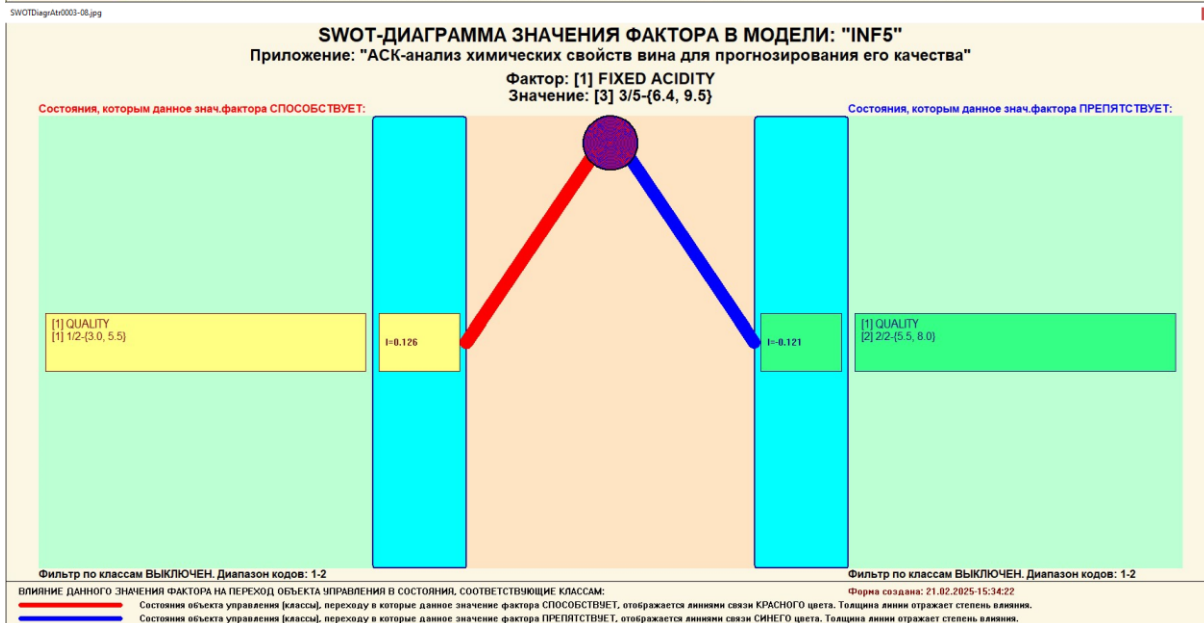 SWOTDiagrAtr0003-08.jpg
SWOT-ДИАГРАММА ЗНАЧЕНИЯ ФАКТОРА В МОДЕЛИ: "INF5"
Приложение: "АСК-анализ химических свойств вина для прогнозирования его качества"
Фактор: [1] FIXED ACIDITY
Значение: [3] 3/5-{6.4, 9.5}
Состояния, которым данное знач.фактора СПОСОБСТВУЕТ:
Состояния, которым данное знач.фактора ПРЕПЯТСТВУЕТ:
[1] QUALITY
[1] 1/2-{3.0, 5.5}
I=0.126
I=-0.121
[1] QUALITY
[2] 2/2-{5.5, 8.0}
Фильтр по классам ВЫКЛЮЧЕН. Диапазон кодов: 1-2
Фильтр по классам ВЫКЛЮЧЕН. Диапазон кодов: 1-2
ВЛИЯНИЕ ДАННОГО ЗНАЧЕНИЯ ФАКТОРА НА ПЕРЕХОД ОБЪЕКТА УПРАВЛЕНИЯ В СОСТОЯНИЯ, СООТВЕТСТВУЮЩИЕ КЛАССАМ:
Форма создана: 21.02.2025-15:34:22
Состояния объекта управления (классы), переходу в которые данное значение фактора СПОСОБСТВУЕТ, отображается линиями связи КРАСНОГО цвета. Толщина линии отражает степень влияния.
Состояния объекта управления (классы), переходу в которые данное значение фактора ПРЕПЯТСТВУЕТ, отображается линиями связи СИНЕГО цвета. Толщина линии отражает степень влияния.